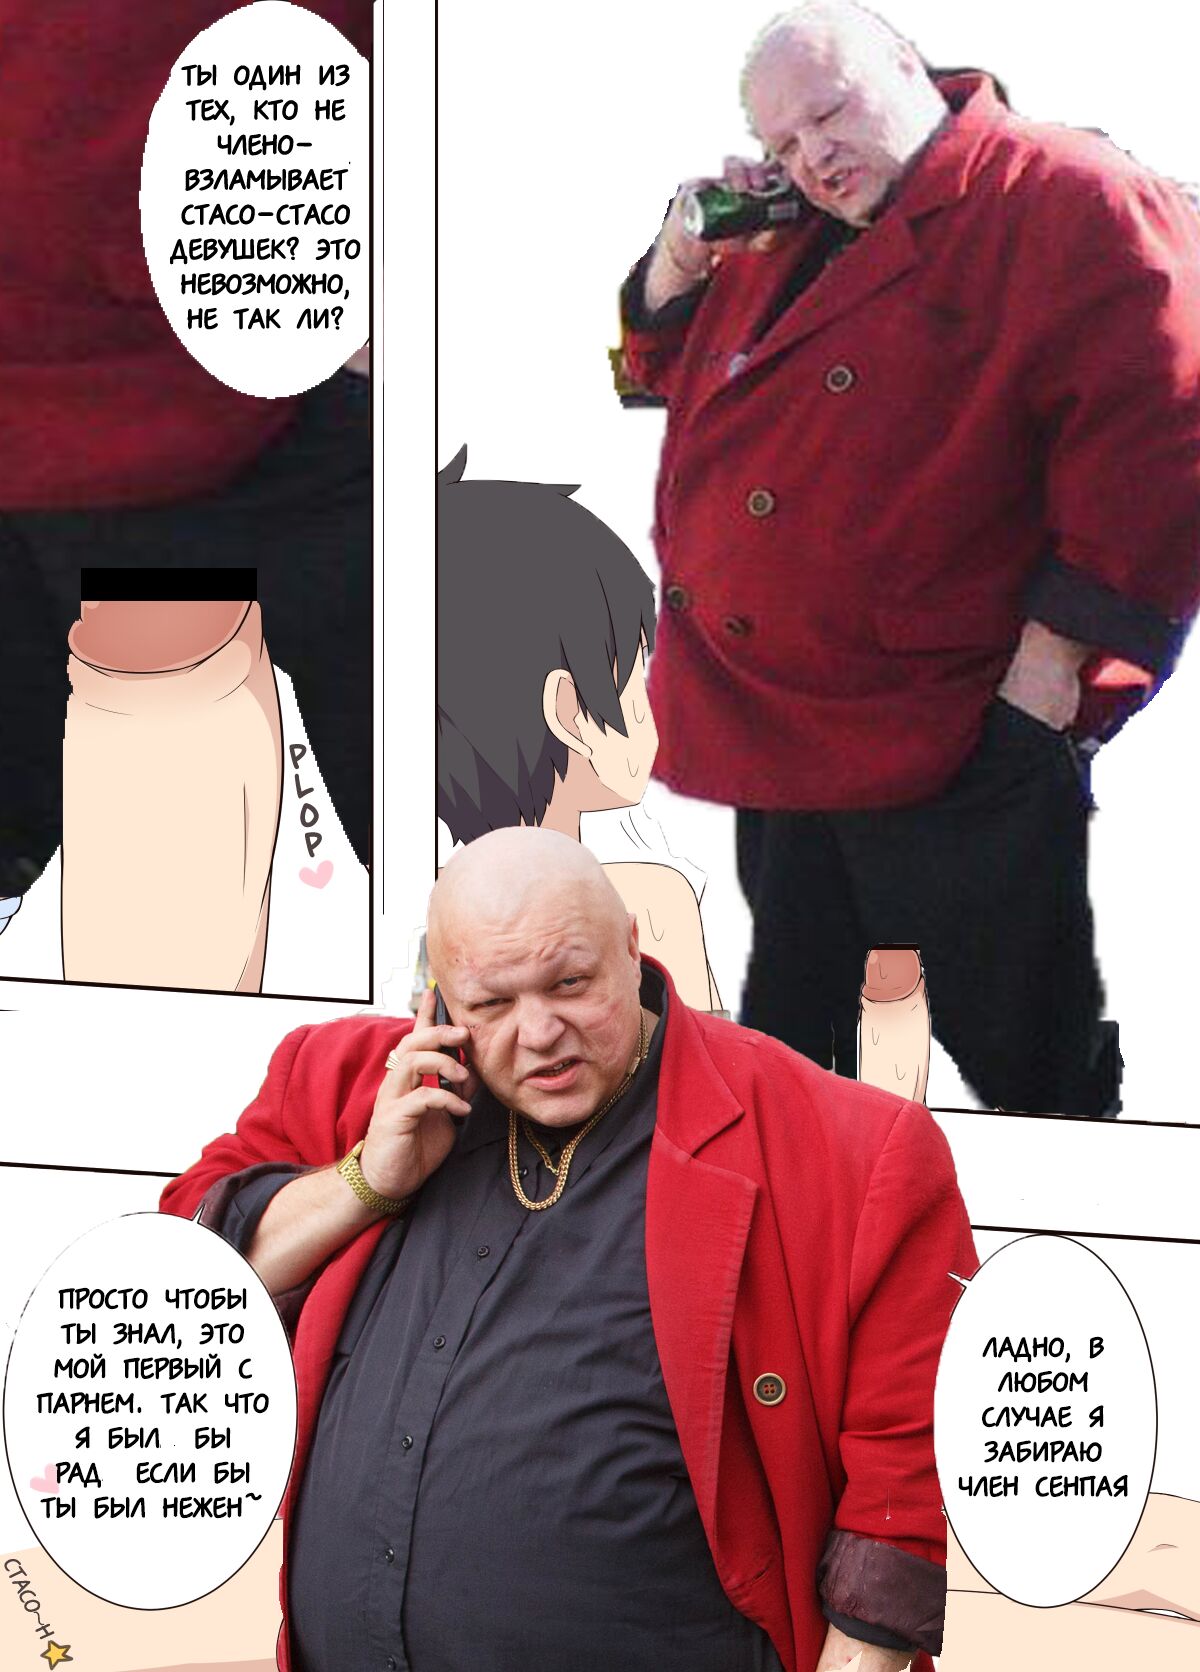 ТЫ ОДИН ИЗ
ТЕХ, КТО НЕ
ЧЛЕНО-
ВЗЛАМЫВАЕТ
СТАСО-СТАСО
ДЕВУШЕК? ЭТО
НЕВОЗМОЖНО,
НЕ ТАК ЛИ?
PLOP
ПРОСТО ЧТОБЫ
ТЫ ЗНАЛ, ЭТО
МОЙ ПЕРВЫЙ С
ПАРНЕМ. ТАК ЧТО
Я БЫЛ БЫ
РАД ЕСЛИ БЫ
ТЫ БЫЛ НЕЖЕН~
ЛАДНО, В
ЛЮБОМ
СЛУЧАЕ Я
ЗАБИРАЮ
ЧЛЕН СЕНПАЯ
СТАСО~Н